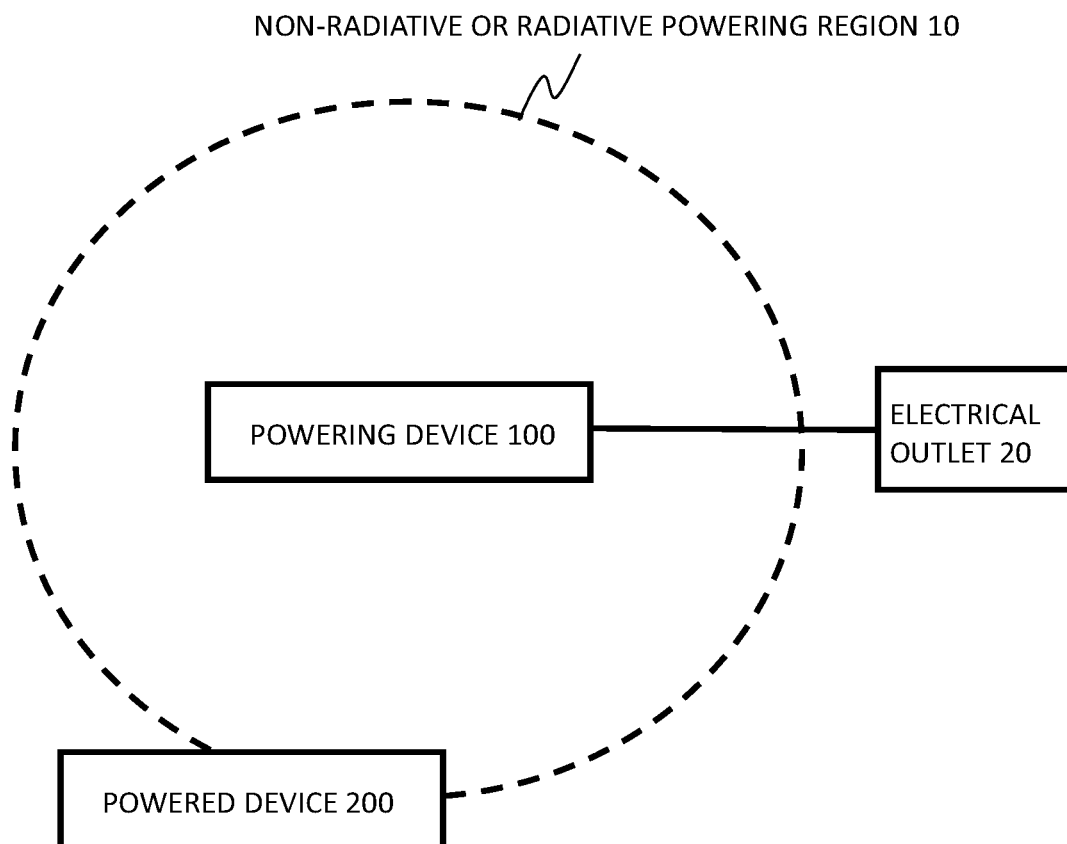 NON-RADIATIVE OR RADIATIVE POWERING REGION 10
POWERING DEVICE 100
ELECTRICAL
OUTLET 20
POWERED DEVICE 200